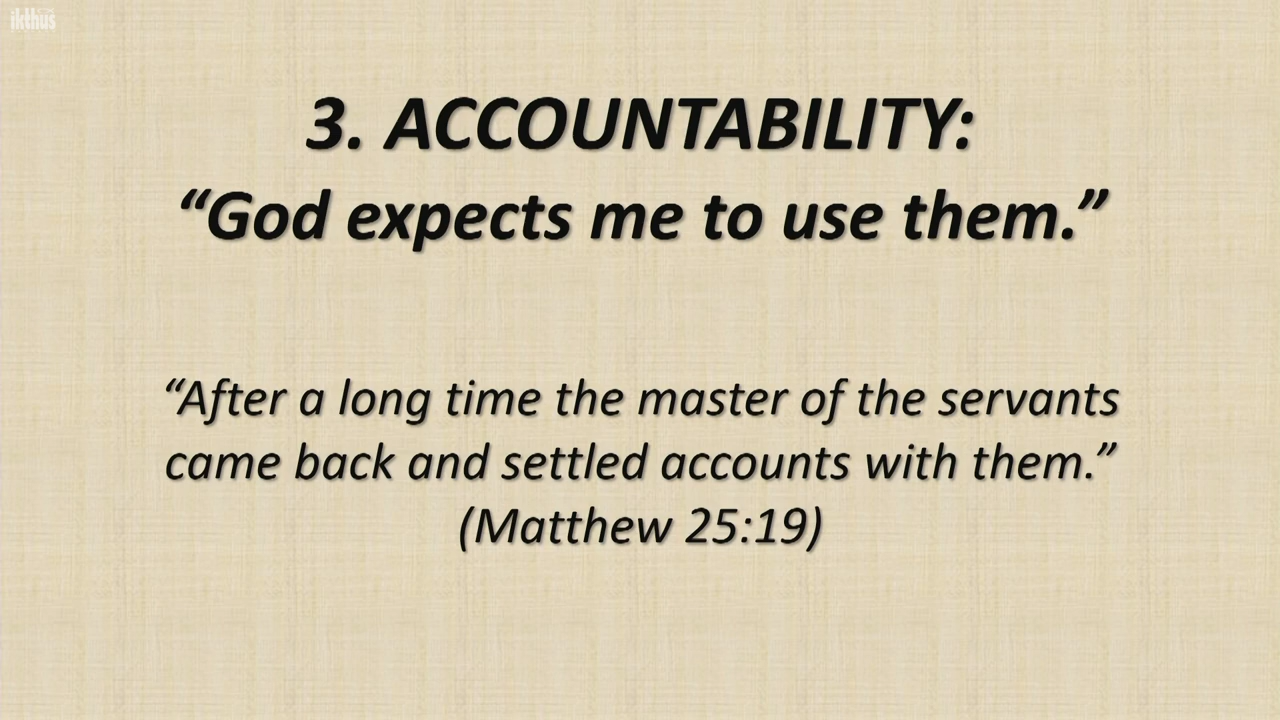 ikthus
3. ACCOUNTABILITY:
“God expects me to use them.”
“After a long time the master of the servants
came back and settled accounts with them.”
(Matthew 25:19)